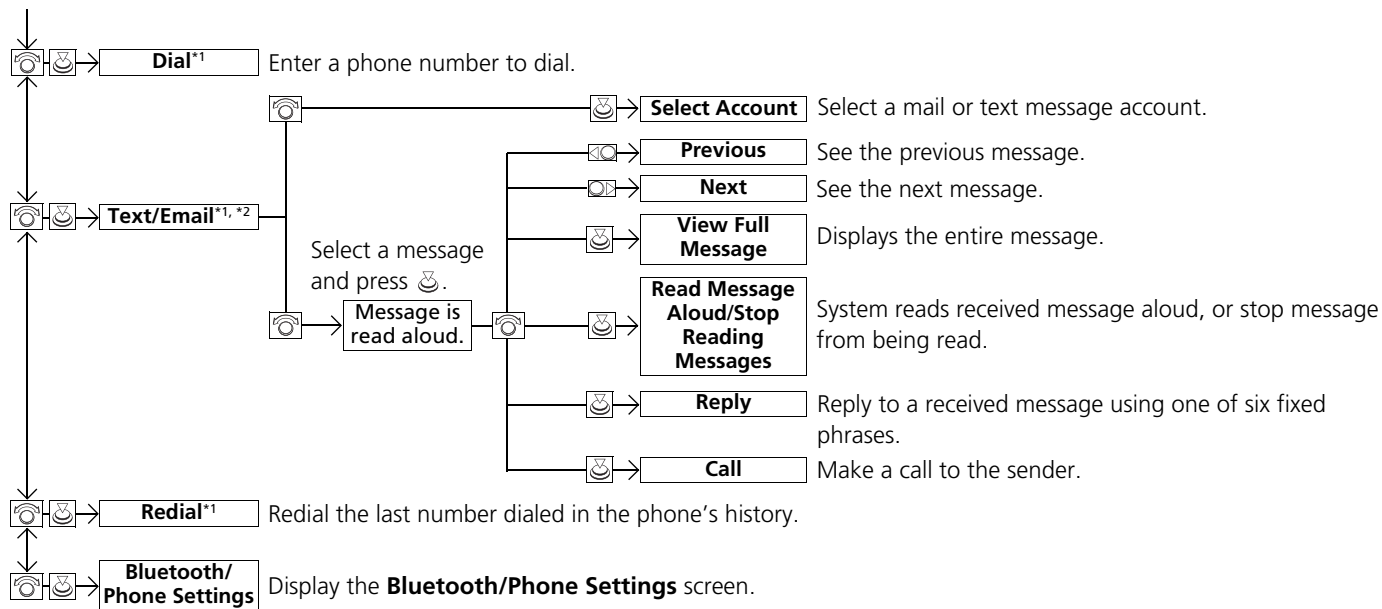 Dial*1 Enter a phone number to dial.
Select Account Select a mail or text message account.
Previous See the previous message.
Next See the next message.
Text/Email*1, *2
View Full
Message
Displays the entire message.
Select a message
and press .
Message is
read aloud.
Read Message
Aloud/Stop
Reading
Messages
System reads received message aloud, or stop message
from being read.
Reply Reply to a received message using one of six fixed
phrases.
Call Make a call to the sender.
Redial*1 Redial the last number dialed in the phone’s history.
Bluetooth/
Phone Settings
Display the Bluetooth/Phone Settings screen.